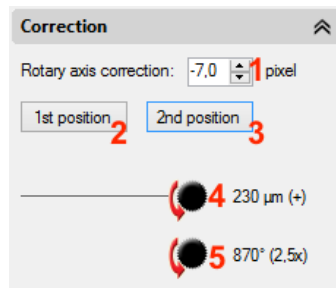 Correction
Rotary axis correction: -7,0 1 pixel
1st position 2 2nd position 3
4 230 µm (+)
5 870° (2,5x)